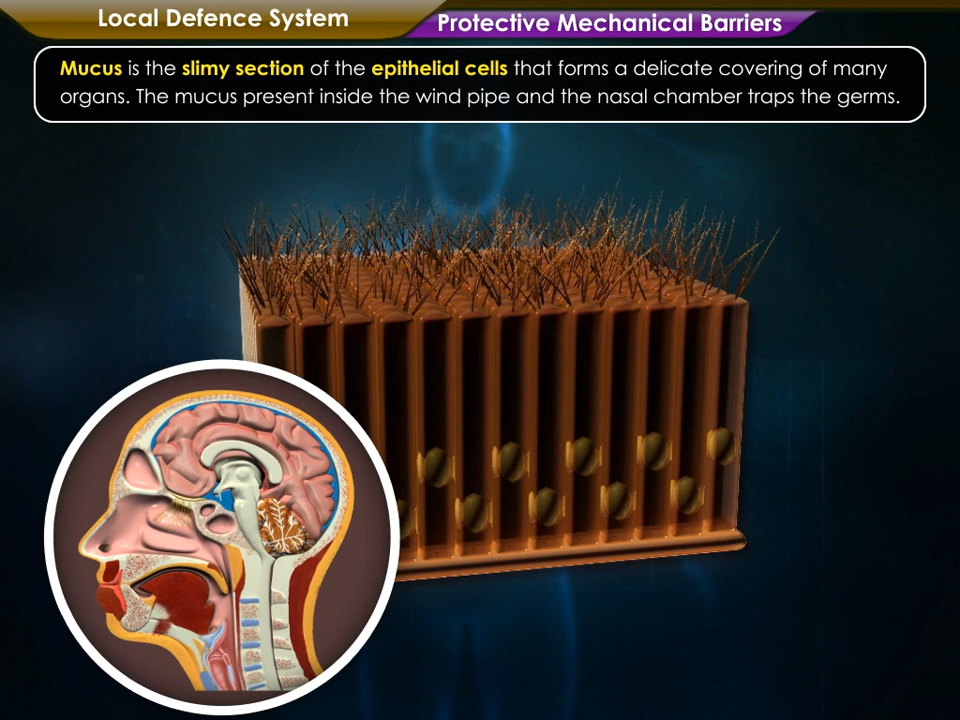 Local Defence System
Protective Mechanical Barriers
Mucus is the slimy section of the epithelial cells that forms a delicate covering of many
organs. The mucus present inside the wind pipe and the nasal chamber traps the germs.